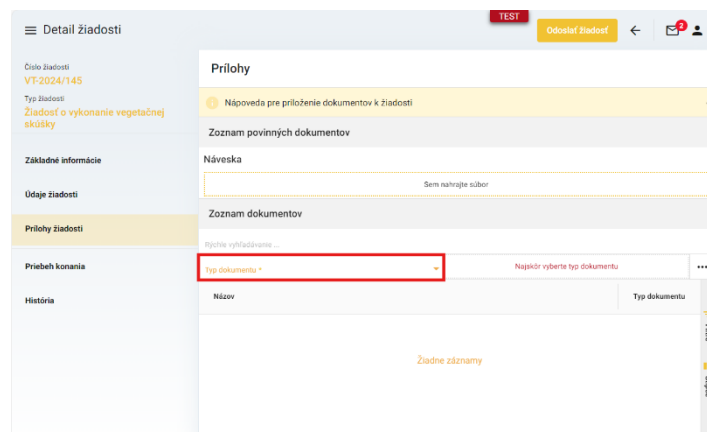 Detail žiadosti
TEST
Odoslať žiadosť
2
Číslo žiadosti
VT-2024/145
Typ žiadosti
Žiadosť o vykonanie vegetačnej
skúšky
Základné informácie
Údaje žiadosti
Prílohy žiadosti
Priebeh konania
História
Prílohy
Nápoveda pre priloženie dokumentov k žiadosti
Zoznam povinných dokumentov
Náveska
Sem nahrajte súbor
Zoznam dokumentov
Rýchle vyhľadávanie ...
Typ dokumentu *
Najskôr vyberte typ dokumentu
Názov
Typ dokumentu
Žiadne záznamy